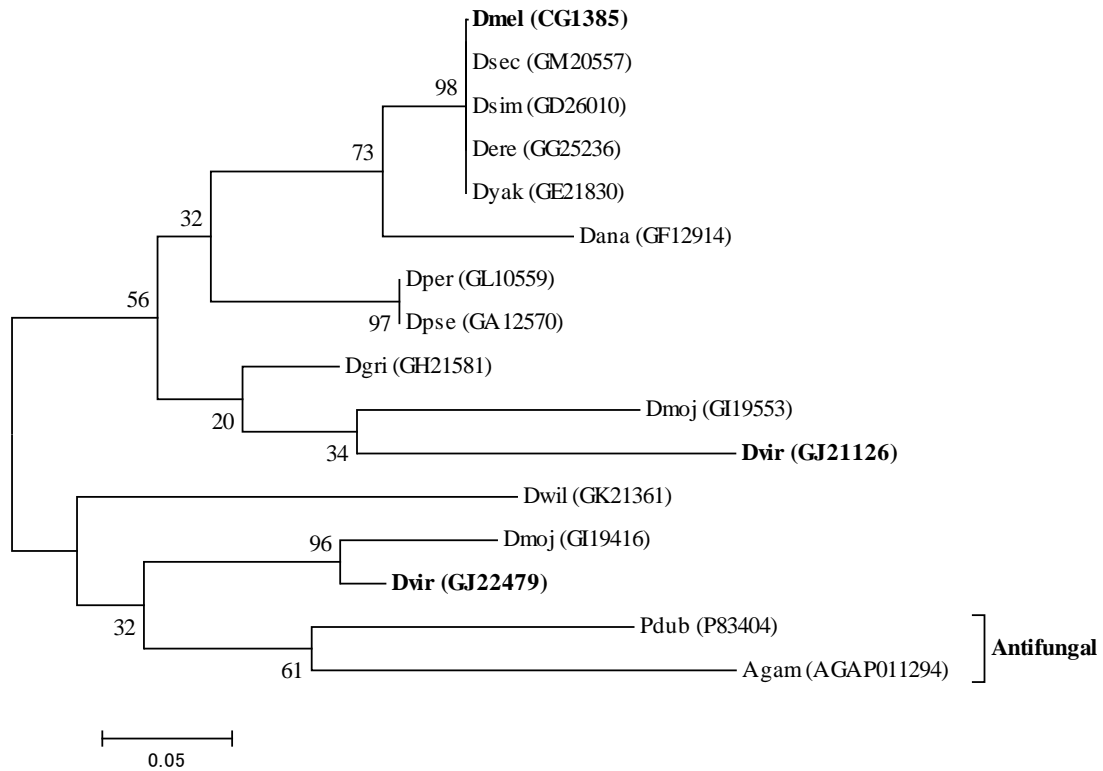 Dmel (CG1385)
Dsec (GM20557)
98
Dsim (GD26010)
Dere (GG25236)
73
Dyak (GE21830)
32
Dana (GF12914)
Dper (GL10559)
56
97
Dpse (GA12570)
Dgri (GH21581)
Dmoj (GI19553)
20
34
Dvir (GJ21126)
Dwil (GK21361)
96
Dmoj (GI19416)
Dvir (GJ22479)
32
Pdub (P83404)
Antifungal
61
Agam (AGAP011294)
0.05